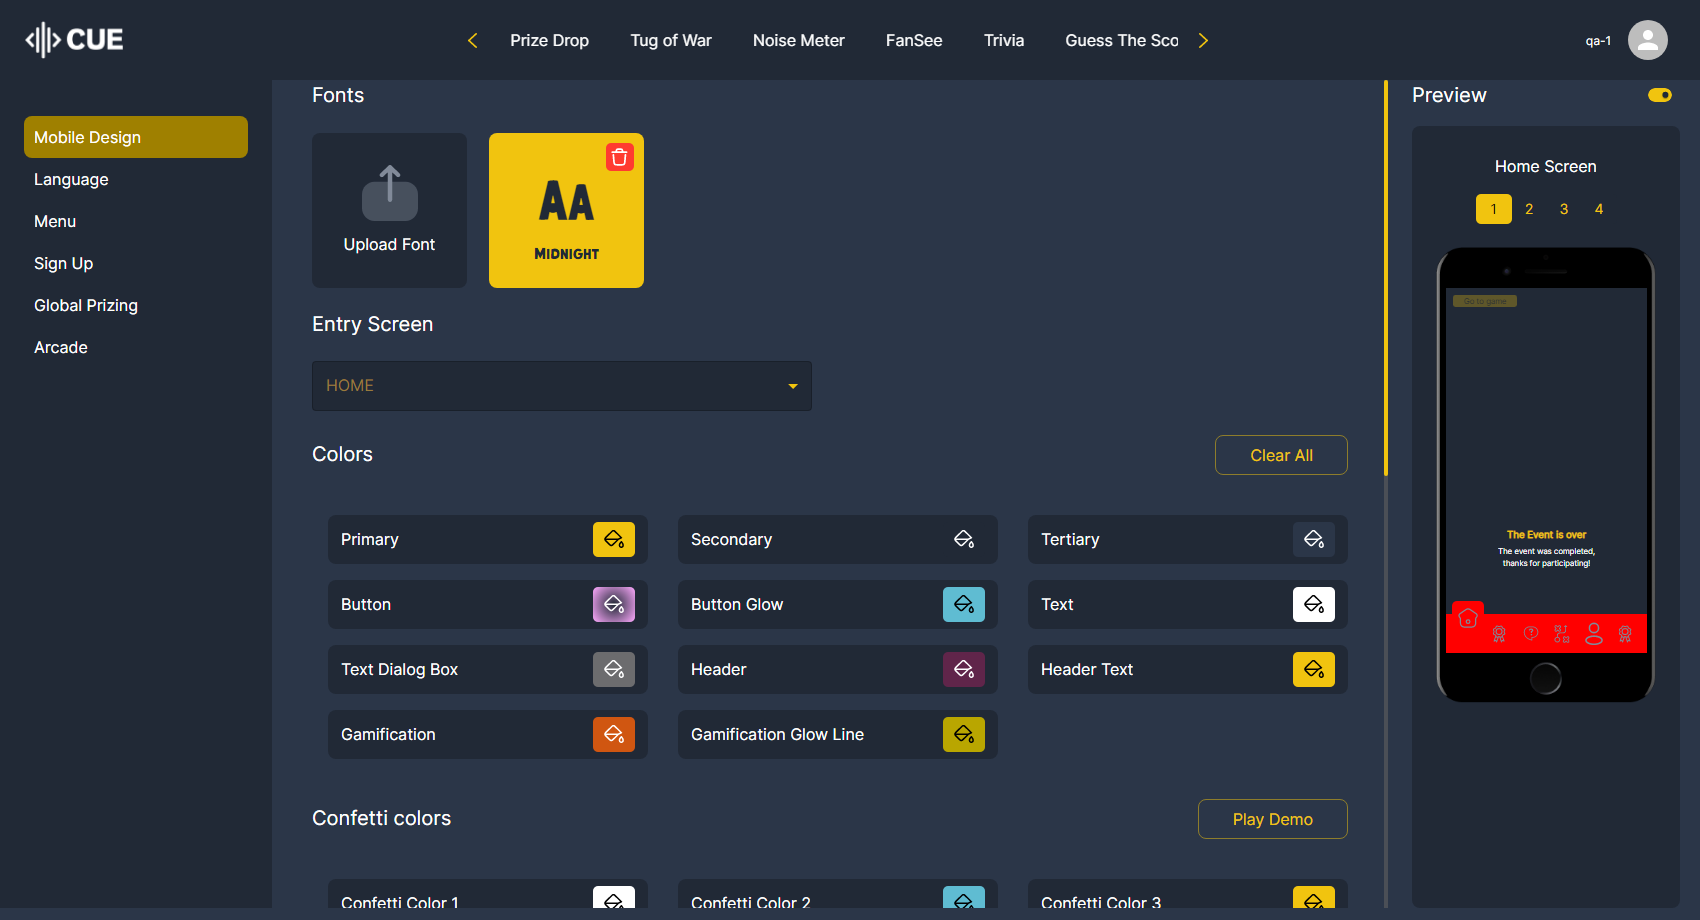 CUE
Prize Drop
Tug of War
Noise Meter
FanSee
Trivia
Guess The Sco
qa-1
Mobile Design
Language
Menu
Sign Up
Global Prizing
Arcade
Fonts
Upload Font
AA
MIDNIGHT
Entry Screen
HOME
Colors
Clear All
Primary
Secondary
Tertiary
Button
Button Glow
Text
Text Dialog Box
Header
Header Text
Gamification
Gamification Glow Line
Confetti colors
Play Demo
Confetti Color 1
Confetti Color 2
Confetti Color 3
Preview
Home Screen
1 2 3 4
Go to game
The Event is over
The event was completed,
thanks for participating!